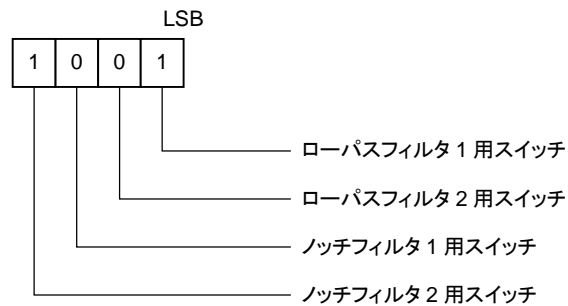 LSB
1 0 0 1
ローパスフィルタ 1 用スイッチ
ローパスフィルタ 2 用スイッチ
ノッチフィルタ 1 用スイッチ
ノッチフィルタ 2 用スイッチ